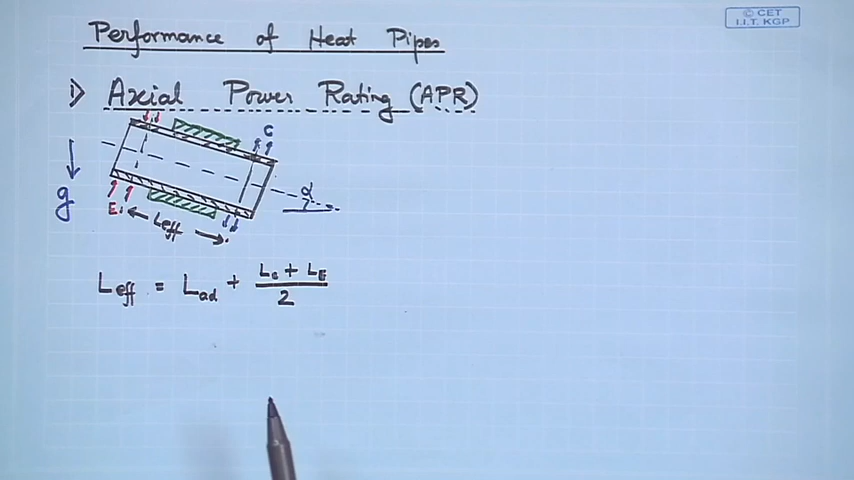 © CET
I.I.T. KGP
Performance of Heat Pipes
1) Axial Power Rating (APR)
C
g
α
E
Leff
Leff = Lad + (Lc + LE) / 2